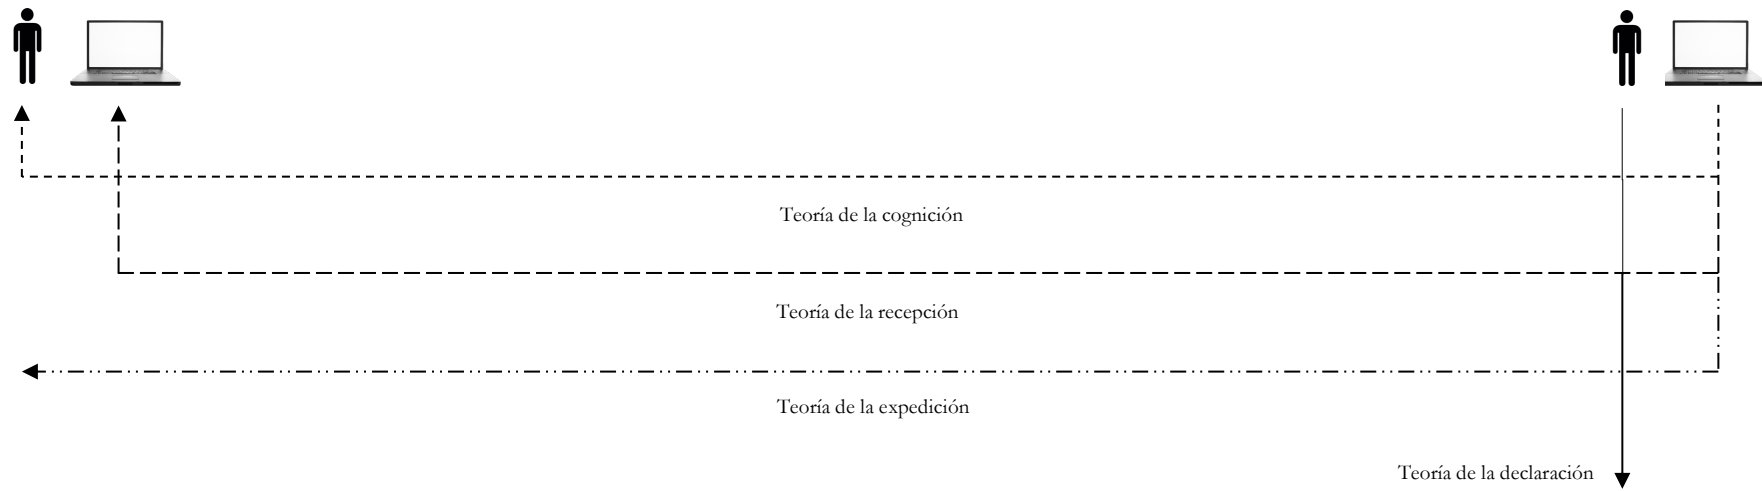 Teoría de la cognición
Teoría de la recepción
Teoría de la expedición
Teoría de la declaración